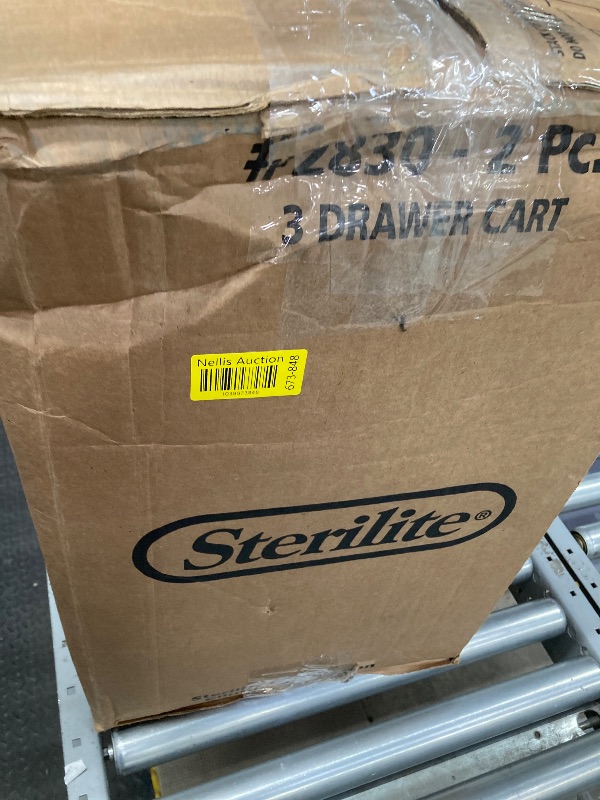 #2830 - 2 Pc.
3 DRAWER CART
Nellis Auction
673-848
Sterilite®